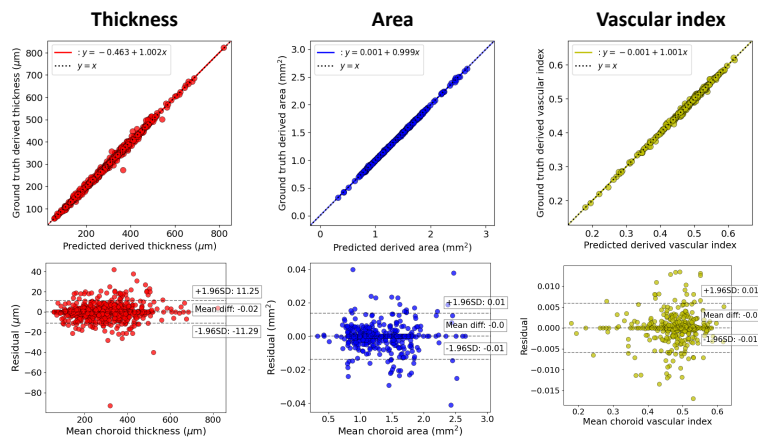 Thickness
Area
Vascular index
: y = −0.463 + 1.002x
y = x
Ground truth derived thickness (μm)
800
700
600
500
400
300
200
100
200
400
600
800
Predicted derived thickness (μm)
: y = 0.001 + 0.999x
y = x
Ground truth derived area (mm²)
3.0
2.5
2.0
1.5
1.0
0.5
0.0
0
1
2
3
Predicted derived area (mm²)
: y = −0.001 + 1.001x
y = x
Ground truth derived vascular index
0.6
0.5
0.4
0.3
0.2
0.1
0.2
0.3
0.4
0.5
0.6
Predicted derived vascular index
Residual (μm)
40
20
0
−20
−40
−60
−80
+1.96SD: 11.25
Mean diff: -0.02
-1.96SD: -11.29
200
400
600
800
Mean choroid thickness (μm)
Residual (mm²)
0.04
0.02
0.00
−0.02
−0.04
+1.96SD: 0.01
Mean diff: -0.0
-1.96SD: -0.01
0.5
1.0
1.5
2.0
2.5
3.0
Mean choroid area (mm²)
Residual
0.010
0.005
0.000
−0.005
−0.010
−0.015
+1.96SD: 0.01
Mean diff: -0.0
-1.96SD: -0.01
0.2
0.3
0.4
0.5
0.6
Mean choroid vascular index